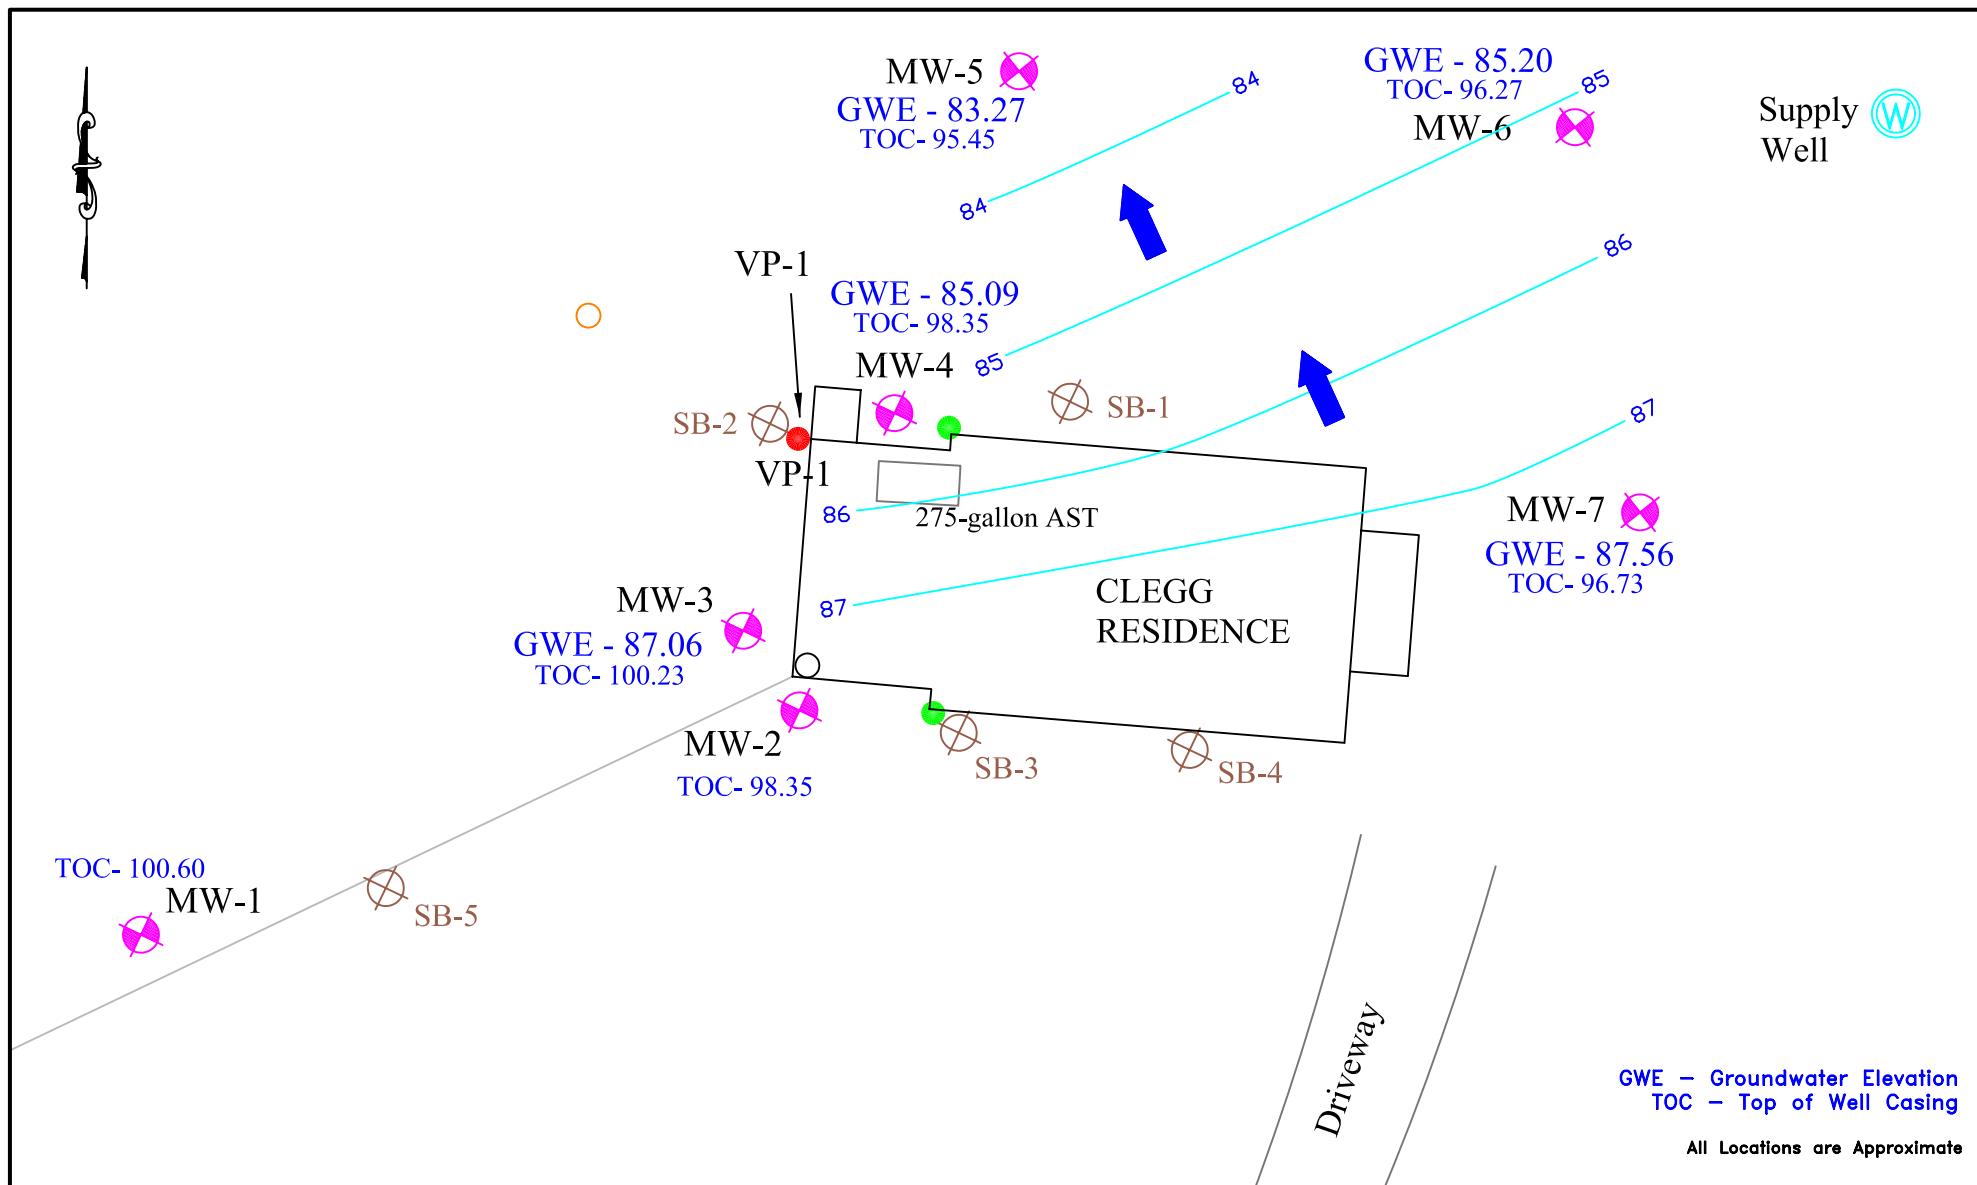 MW-5
GWE - 83.27
TOC- 95.45
84
84
GWE - 85.20
TOC- 96.27
MW-6
85
Supply
Well
W
VP-1
GWE - 85.09
TOC- 98.35
MW-4
85
86
SB-2
VP-1
SB-1
87
86
275-gallon AST
MW-7
GWE - 87.56
TOC- 96.73
MW-3
GWE - 87.06
TOC- 100.23
87
CLEGG
RESIDENCE
MW-2
TOC- 98.35
SB-3
SB-4
TOC- 100.60
MW-1
SB-5
Driveway
GWE – Groundwater Elevation
TOC – Top of Well Casing
All Locations are Approximate